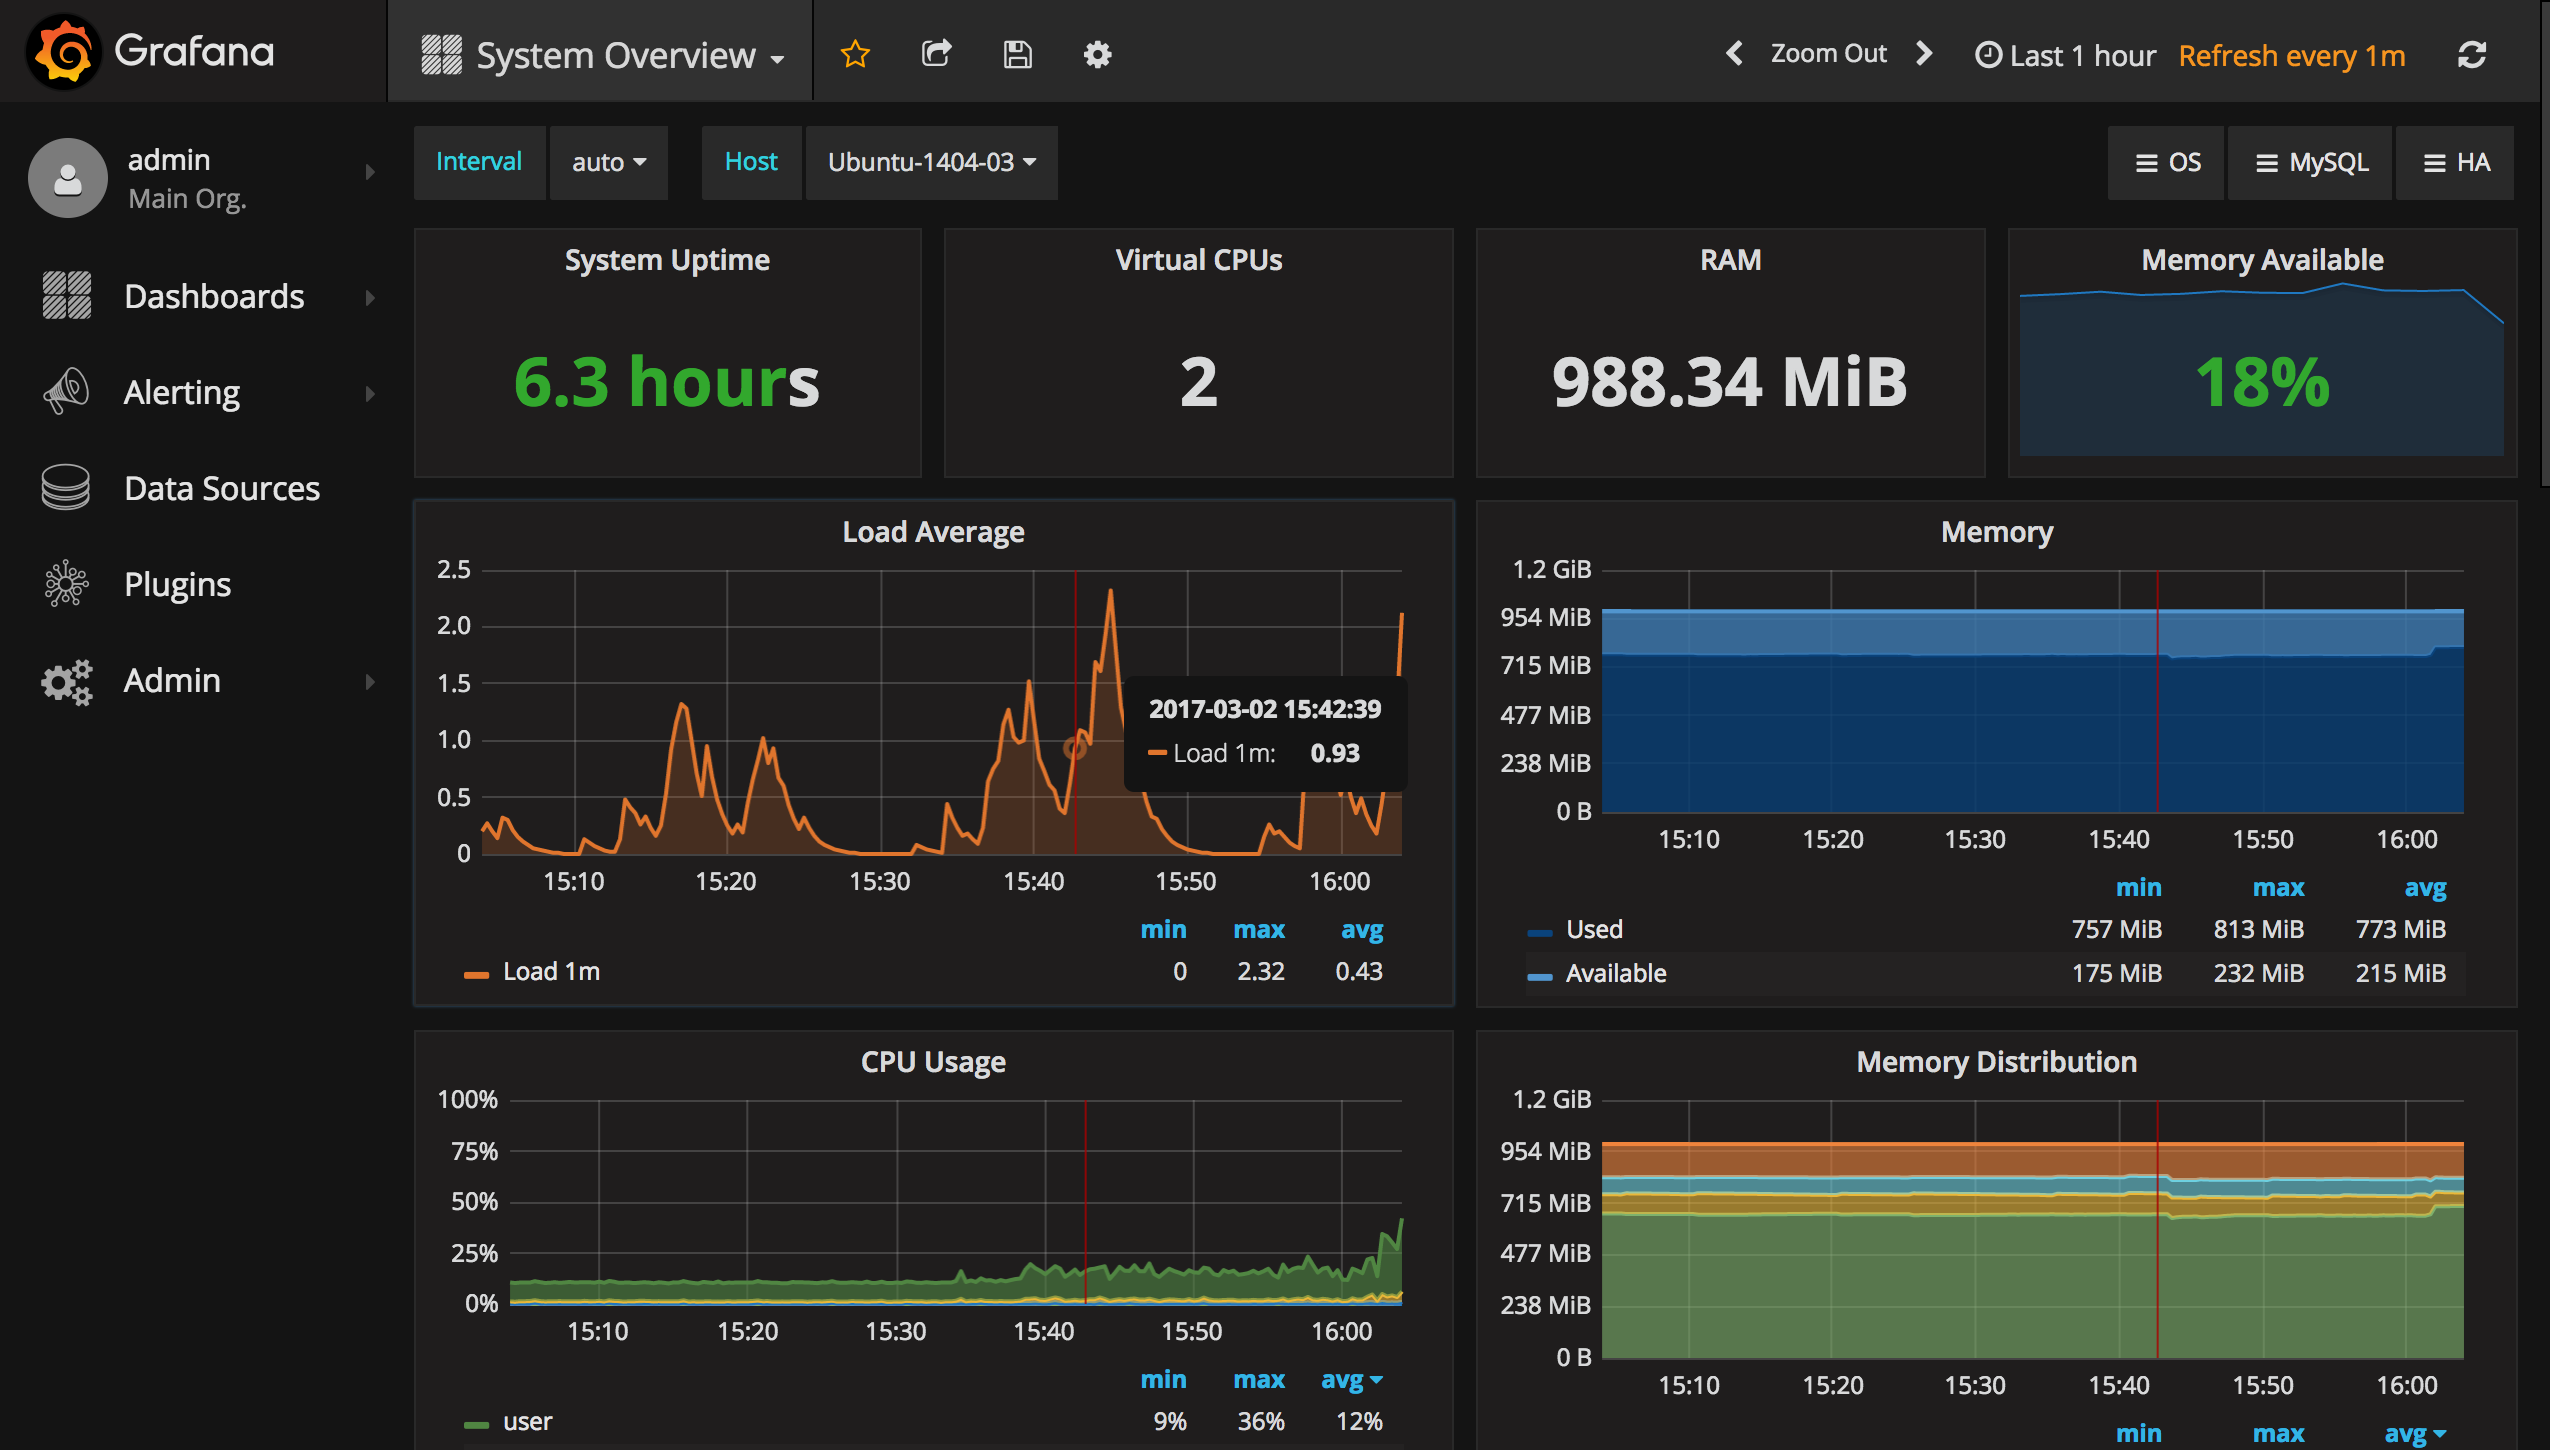 Grafana
System Overview
Zoom Out
Last 1 hour Refresh every 1m
admin
Main Org.
Dashboards
Alerting
Data Sources
Plugins
Admin
Interval auto Host Ubuntu-1404-03
OS MySQL HA
System Uptime
6.3 hours
Virtual CPUs
2
RAM
988.34 MiB
Memory Available
18%
Load Average
2.5
2.0
1.5
1.0
0.5
0
15:10 15:20 15:30 15:40 15:50 16:00
2017-03-02 15:42:39
Load 1m: 0.93
min max avg
Load 1m 0 2.32 0.43
Memory
1.2 GiB
954 MiB
715 MiB
477 MiB
238 MiB
0 B
15:10 15:20 15:30 15:40 15:50 16:00
min max avg
Used 757 MiB 813 MiB 773 MiB
Available 175 MiB 232 MiB 215 MiB
CPU Usage
100%
75%
50%
25%
0%
15:10 15:20 15:30 15:40 15:50 16:00
min max avg
user 9% 36% 12%
Memory Distribution
1.2 GiB
954 MiB
715 MiB
477 MiB
238 MiB
0 B
15:10 15:20 15:30 15:40 15:50 16:00
min max avg